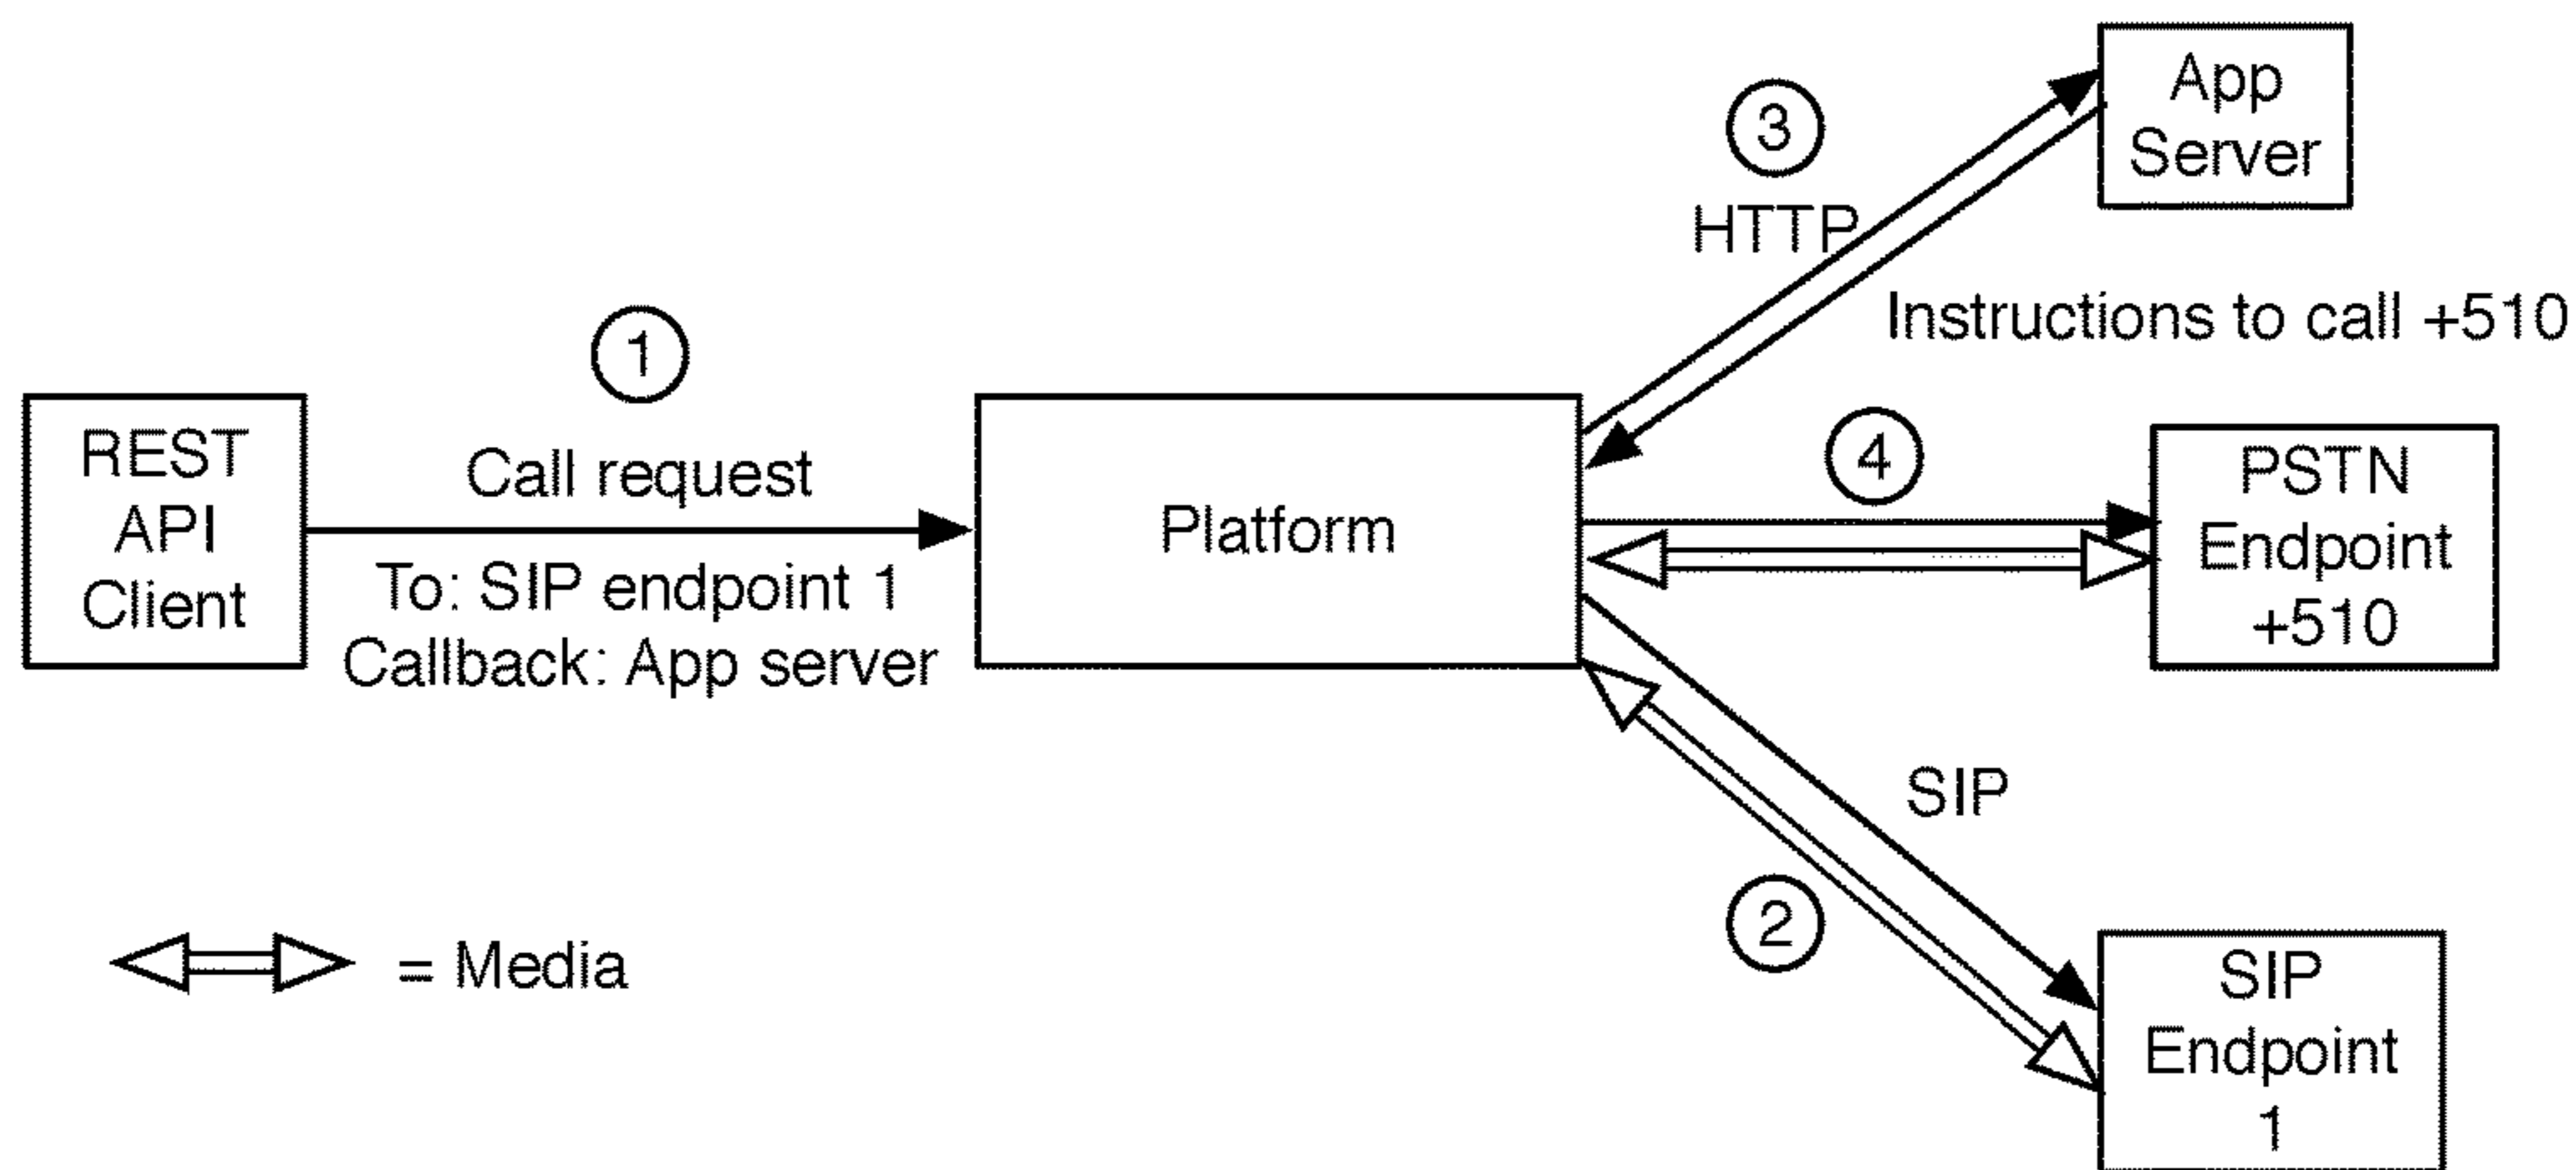 App
Server
3
HTTP
Instructions to call +510
1
REST
API
Client
Call request
To: SIP endpoint 1
Callback: App server
Platform
4
PSTN
Endpoint
+510
SIP
2
= Media
SIP
Endpoint
1